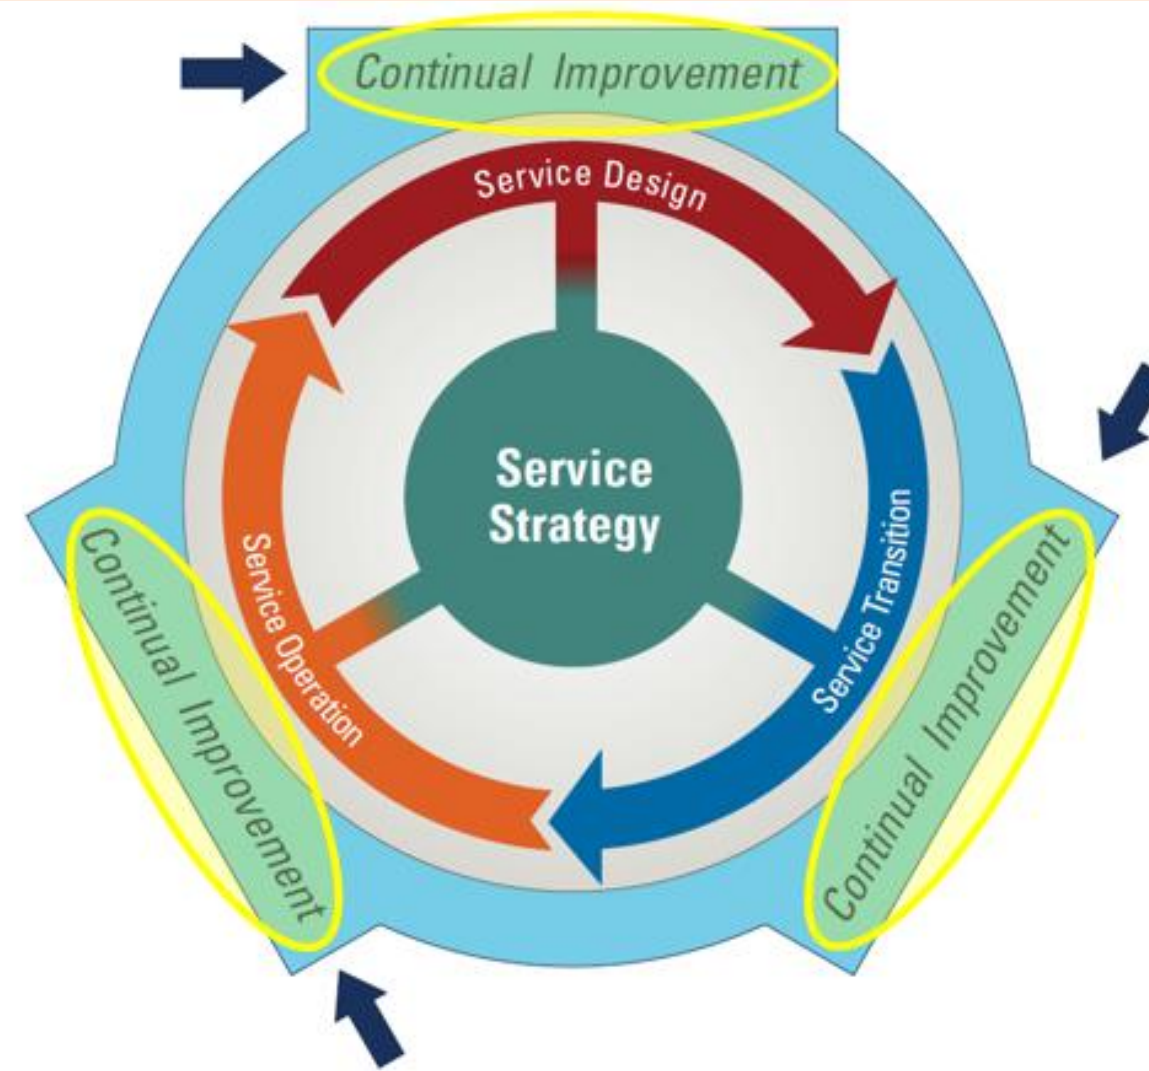 Continual Improvement
Service Design
Service
Strategy
Service Transition
Service Operation
Continual Improvement
Continual Improvement